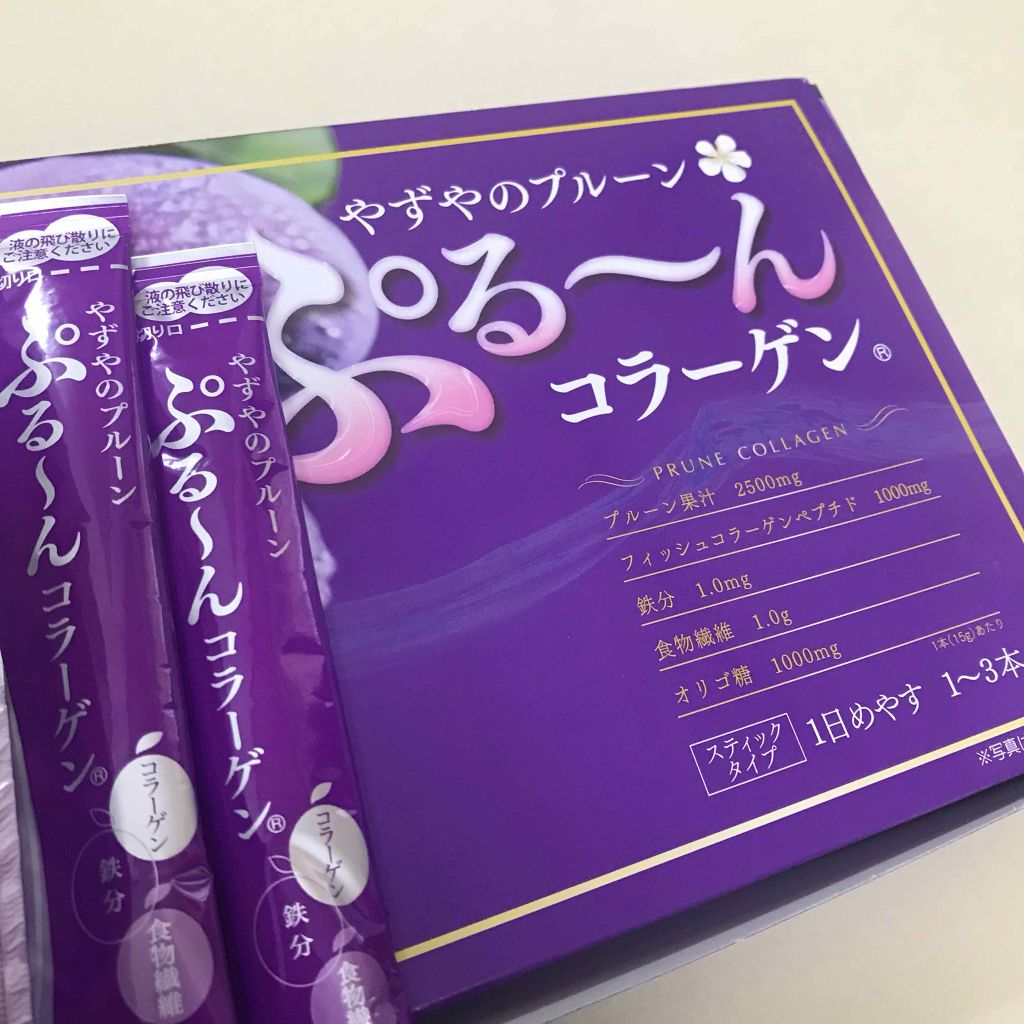 やずやのプルーン
ぷる〜ん
コラーゲン®
PRUNE COLLAGEN
プルーン果汁 2500mg
フィッシュコラーゲンペプチド 1000mg
鉄分 1.0mg
食物繊維 1.0g
オリゴ糖 1000mg
1本(15g)あたり
スティック
タイプ
1日めやす 1〜3本
※写真は
液の飛び散りに
ご注意ください
切り口
やずやのプルーン
ぷる〜んコラーゲン®
コラーゲン
鉄分
食物繊維
液の飛び散りに
ご注意ください
切り口
やずやのプルーン
ぷる〜んコラーゲン®
コラーゲン
鉄分
食物繊維